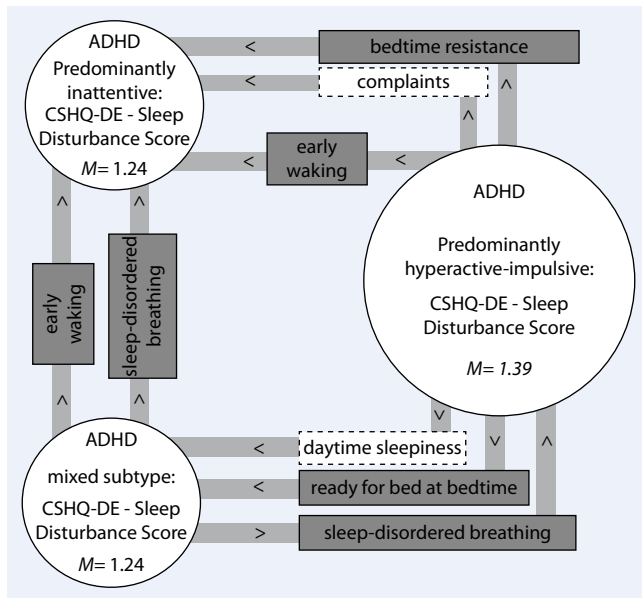 ADHD
Predominantly
inattentive:
CSHQ-DE - Sleep
Disturbance Score
M= 1.24
<
bedtime resistance
<
complaints
<
early
waking
<
^
^
ADHD
Predominantly
hyperactive-impulsive:
CSHQ-DE - Sleep
Disturbance Score
M= 1.39
^
^
early
waking
sleep-disordered
breathing
^
^
ADHD
mixed subtype:
CSHQ-DE - Sleep
Disturbance Score
M= 1.24
v
v
^
<
daytime sleepiness
<
ready for bed at bedtime
>
sleep-disordered breathing